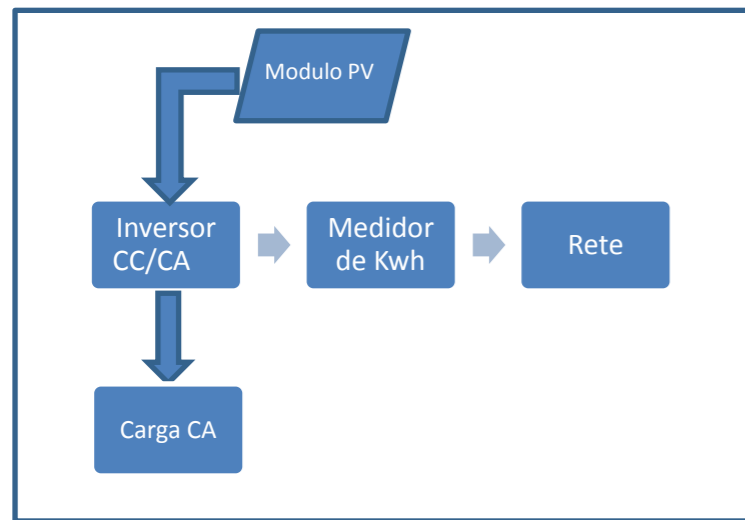 Modulo PV
Inversor
CC/CA
Medidor
de Kwh
Rete
Carga CA